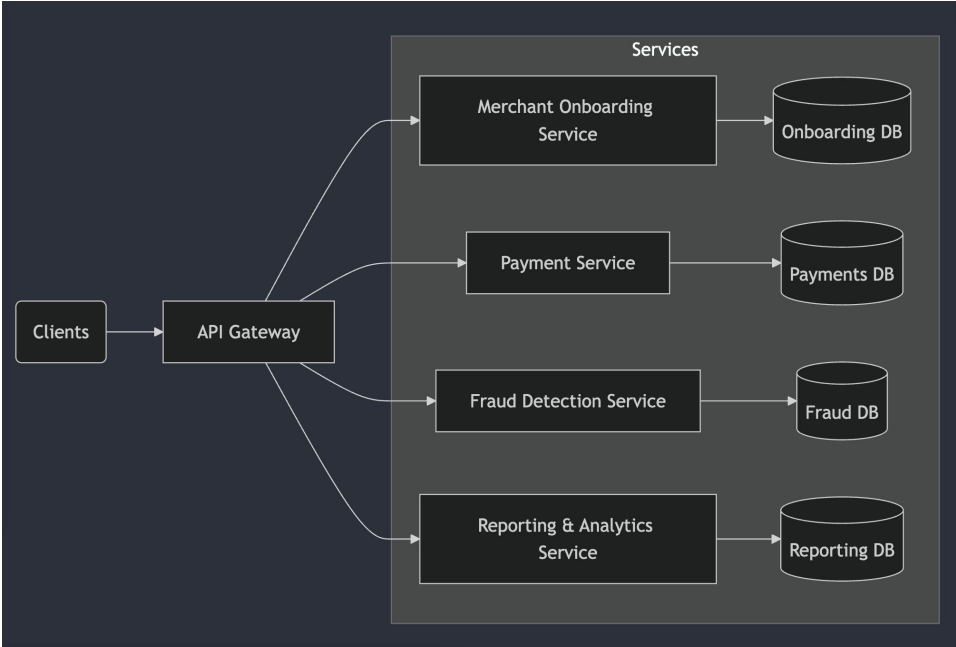 Services
Merchant Onboarding
Service
Onboarding DB
Payment Service
Payments DB
Clients
API Gateway
Fraud Detection Service
Fraud DB
Reporting & Analytics
Service
Reporting DB